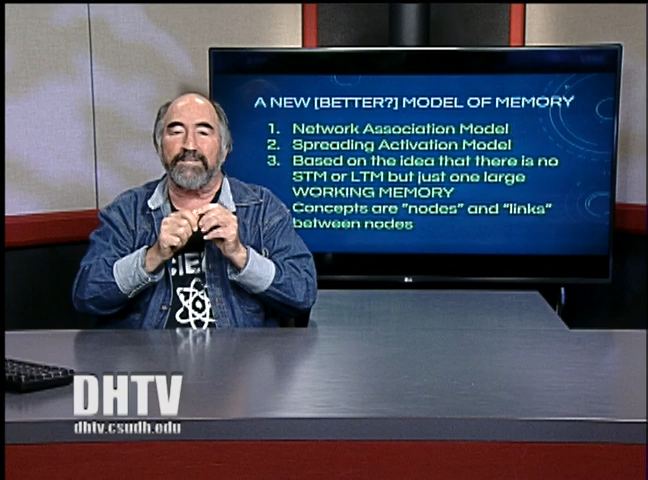 A NEW [BETTER?] MODEL OF MEMORY
1. Network Association Model
2. Spreading Activation Model
3. Based on the idea that there is no
STM or LTM but just one large
WORKING MEMORY
Concepts are "nodes" and "links"
between nodes
CIE
LG
DHTV
dhtv.csudh.edu